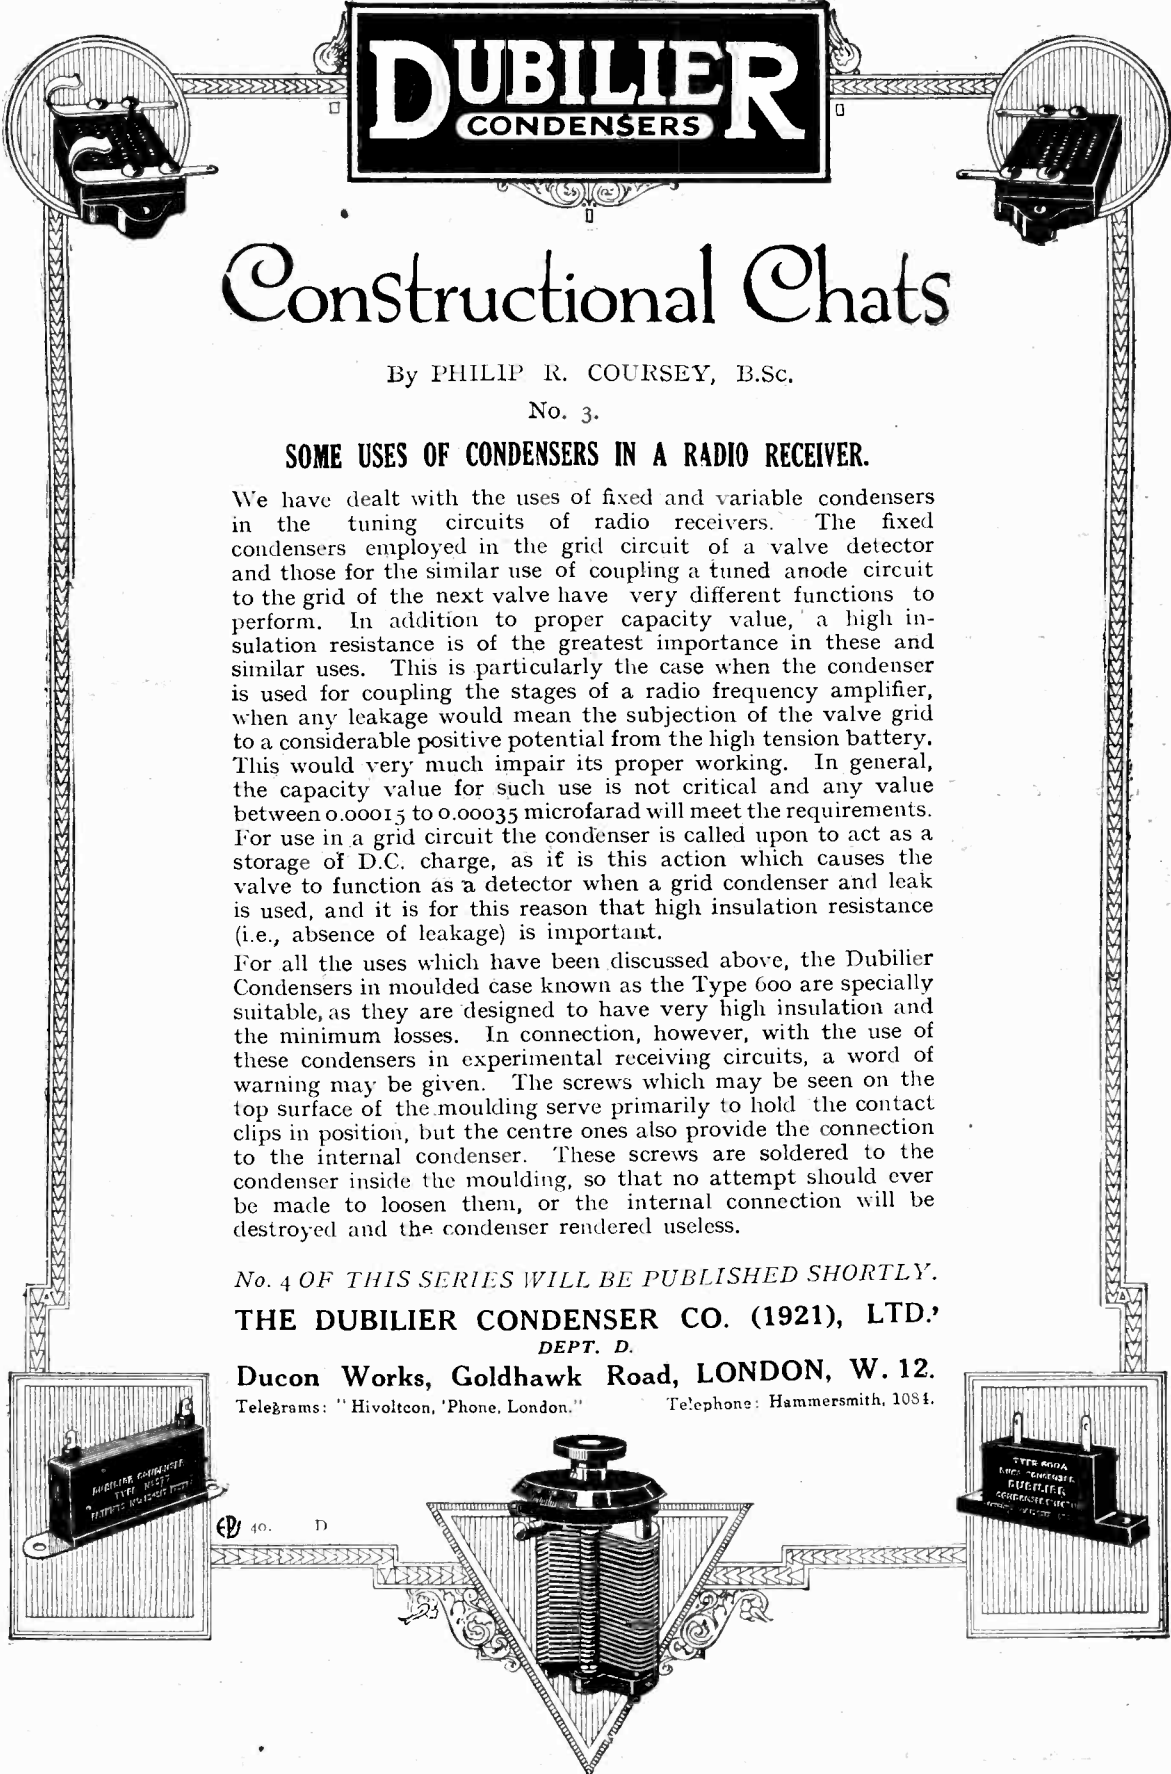 DUBILIER
CONDENSERS
Constructional Chats
By PHILIP R. COURSEY, B.Sc.
No. 3.
SOME USES OF CONDENSERS IN A RADIO RECEIVER.
We have dealt with the uses of fixed and variable condensers
in the tuning circuits of radio receivers. The fixed
condensers employed in the grid circuit of a valve detector
and those for the similar use of coupling a tuned anode circuit
to the grid of the next valve have very different functions to
perform. In addition to proper capacity value, a high in-
sulation resistance is of the greatest importance in these and
similar uses. This is particularly the case when the condenser
is used for coupling the stages of a radio frequency amplifier,
when any leakage would mean the subjection of the valve grid
to a considerable positive potential from the high tension battery.
This would very much impair its proper working. In general,
the capacity value for such use is not critical and any value
between 0.00015 to 0.00035 microfarad will meet the requirements.
For use in a grid circuit the condenser is called upon to act as a
storage of D.C. charge, as it is this action which causes the
valve to function as a detector when a grid condenser and leak
is used, and it is for this reason that high insulation resistance
(i.e., absence of leakage) is important.
For all the uses which have been discussed above, the Dubilier
Condensers in moulded case known as the Type 600 are specially
suitable, as they are designed to have very high insulation and
the minimum losses. In connection, however, with the use of
these condensers in experimental receiving circuits, a word of
warning may be given. The screws which may be seen on the
top surface of the moulding serve primarily to hold the contact
clips in position, but the centre ones also provide the connection
to the internal condenser. These screws are soldered to the
condenser inside the moulding, so that no attempt should ever
be made to loosen them, or the internal connection will be
destroyed and the condenser rendered useless.
No. 4 OF THIS SERIES WILL BE PUBLISHED SHORTLY.
THE DUBILIER CONDENSER CO. (1921), LTD.,
DEPT. D.
Ducon Works, Goldhawk Road, LONDON, W. 12.
Telegrams: "Hivoltcon, 'Phone, London." Telephone: Hammersmith, 1084.
DUBILIER CONDENSER
TYPE
TYPE 600A
MICA CONDENSER
DUBILIER
EPS 40. D